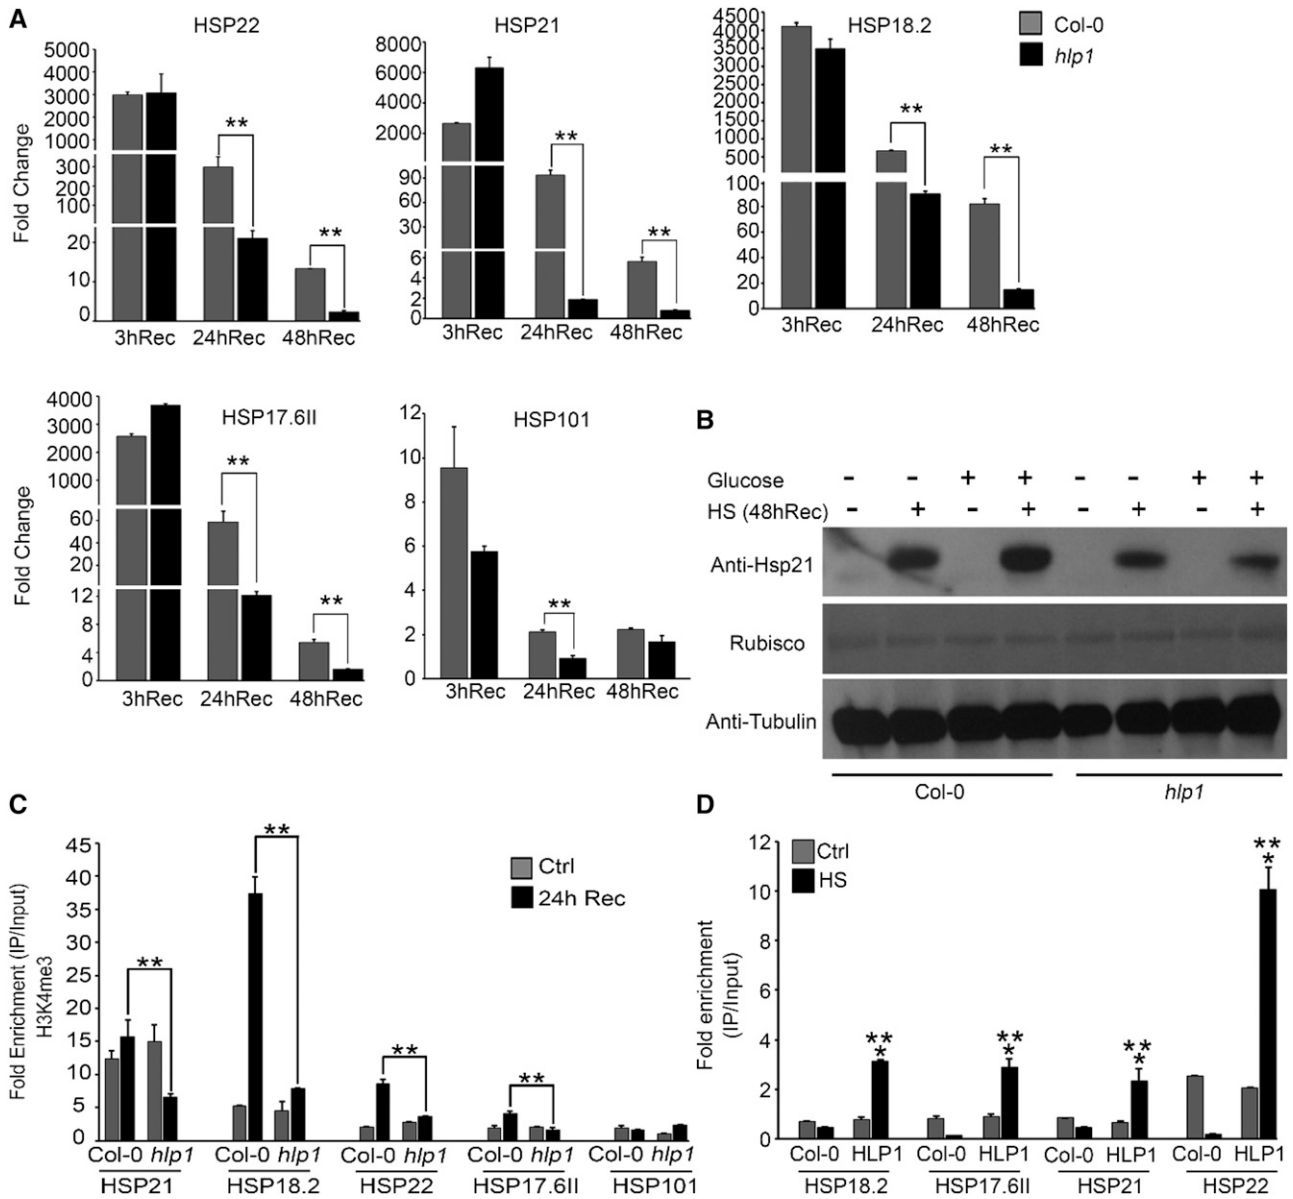 A
HSP22
Fold Change
5000
4000
3000
2000
1000
300
200
100
20
10
0
**
**
3hRec 24hRec 48hRec
HSP21
8000
6000
4000
2000
90
60
30
6
4
2
0
**
**
3hRec 24hRec 48hRec
HSP18.2
4500
4000
3500
3000
2500
2000
1500
1000
500
100
80
60
40
20
0
**
**
3hRec 24hRec 48hRec
Col-0
hlp1
HSP17.6II
Fold Change
4000
3000
2000
1000
60
40
20
12
8
4
0
**
**
3hRec 24hRec 48hRec
HSP101
12
10
8
6
4
2
0
**
3hRec 24hRec 48hRec
B
Glucose - - + + - - + +
HS (48hRec) - + - + - + - +
Anti-Hsp21
Rubisco
Anti-Tubulin
Col-0 hlp1
C
Fold Enrichment (IP/Input)
H3K4me3
45
40
35
30
25
20
15
10
5
0
Ctrl
24h Rec
**
**
**
**
Col-0 hlp1 Col-0 hlp1 Col-0 hlp1 Col-0 hlp1 Col-0 hlp1
HSP21 HSP18.2 HSP22 HSP17.6II HSP101
D
Fold enrichment
(IP/Input)
12
10
8
6
4
2
0
Ctrl
HS
**
*
**
*
**
*
**
*
Col-0 HLP1 Col-0 HLP1 Col-0 HLP1 Col-0 HLP1
HSP18.2 HSP17.6II HSP21 HSP22